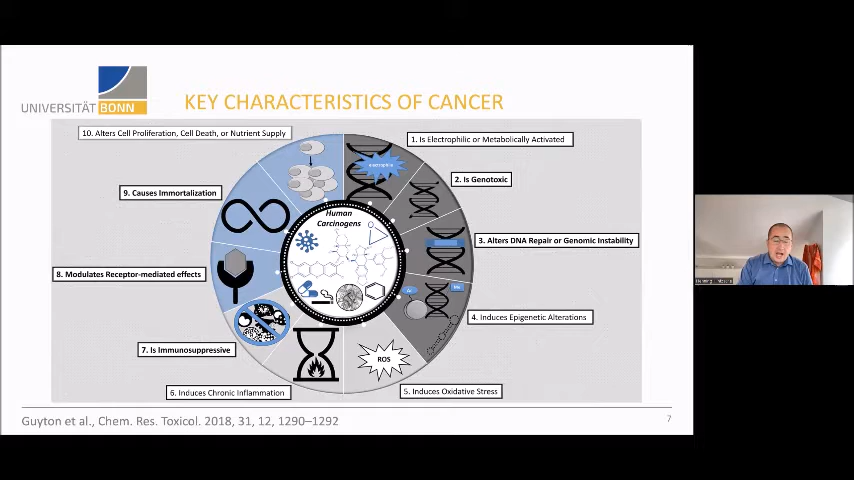 UNIVERSITÄT BONN
KEY CHARACTERISTICS OF CANCER
10. Alters Cell Proliferation, Cell Death, or Nutrient Supply
1. Is Electrophilic or Metabolically Activated
electrophile
2. Is Genotoxic
9. Causes Immortalization
Human
Carcinogens
3. Alters DNA Repair or Genomic Instability
8. Modulates Receptor-mediated effects
Ac
Me
4. Induces Epigenetic Alterations
7. Is Immunosuppressive
ROS
6. Induces Chronic Inflammation
5. Induces Oxidative Stress
Guyton et al., Chem. Res. Toxicol. 2018, 31, 12, 1290–1292
7